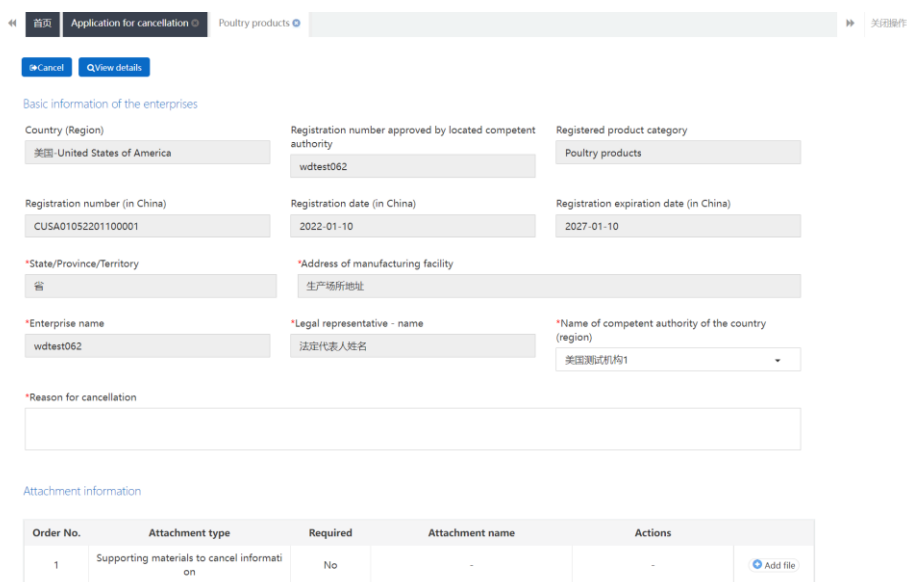 首页 Application for cancellation Poultry products 关闭操作
Cancel View details
Basic information of the enterprises
Country (Region) Registration number approved by located competent authority Registered product category
美国-United States of America wdtest062 Poultry products
Registration number (in China) Registration date (in China) Registration expiration date (in China)
CUSA01052201100001 2022-01-10 2027-01-10
*State/Province/Territory *Address of manufacturing facility
省 生产场所地址
*Enterprise name *Legal representative - name *Name of competent authority of the country (region)
wdtest062 法定代表人姓名 美国测试机构1
*Reason for cancellation
Attachment information
Order No. Attachment type Required Attachment name Actions
1 Supporting materials to cancel informati
on No - - Add file